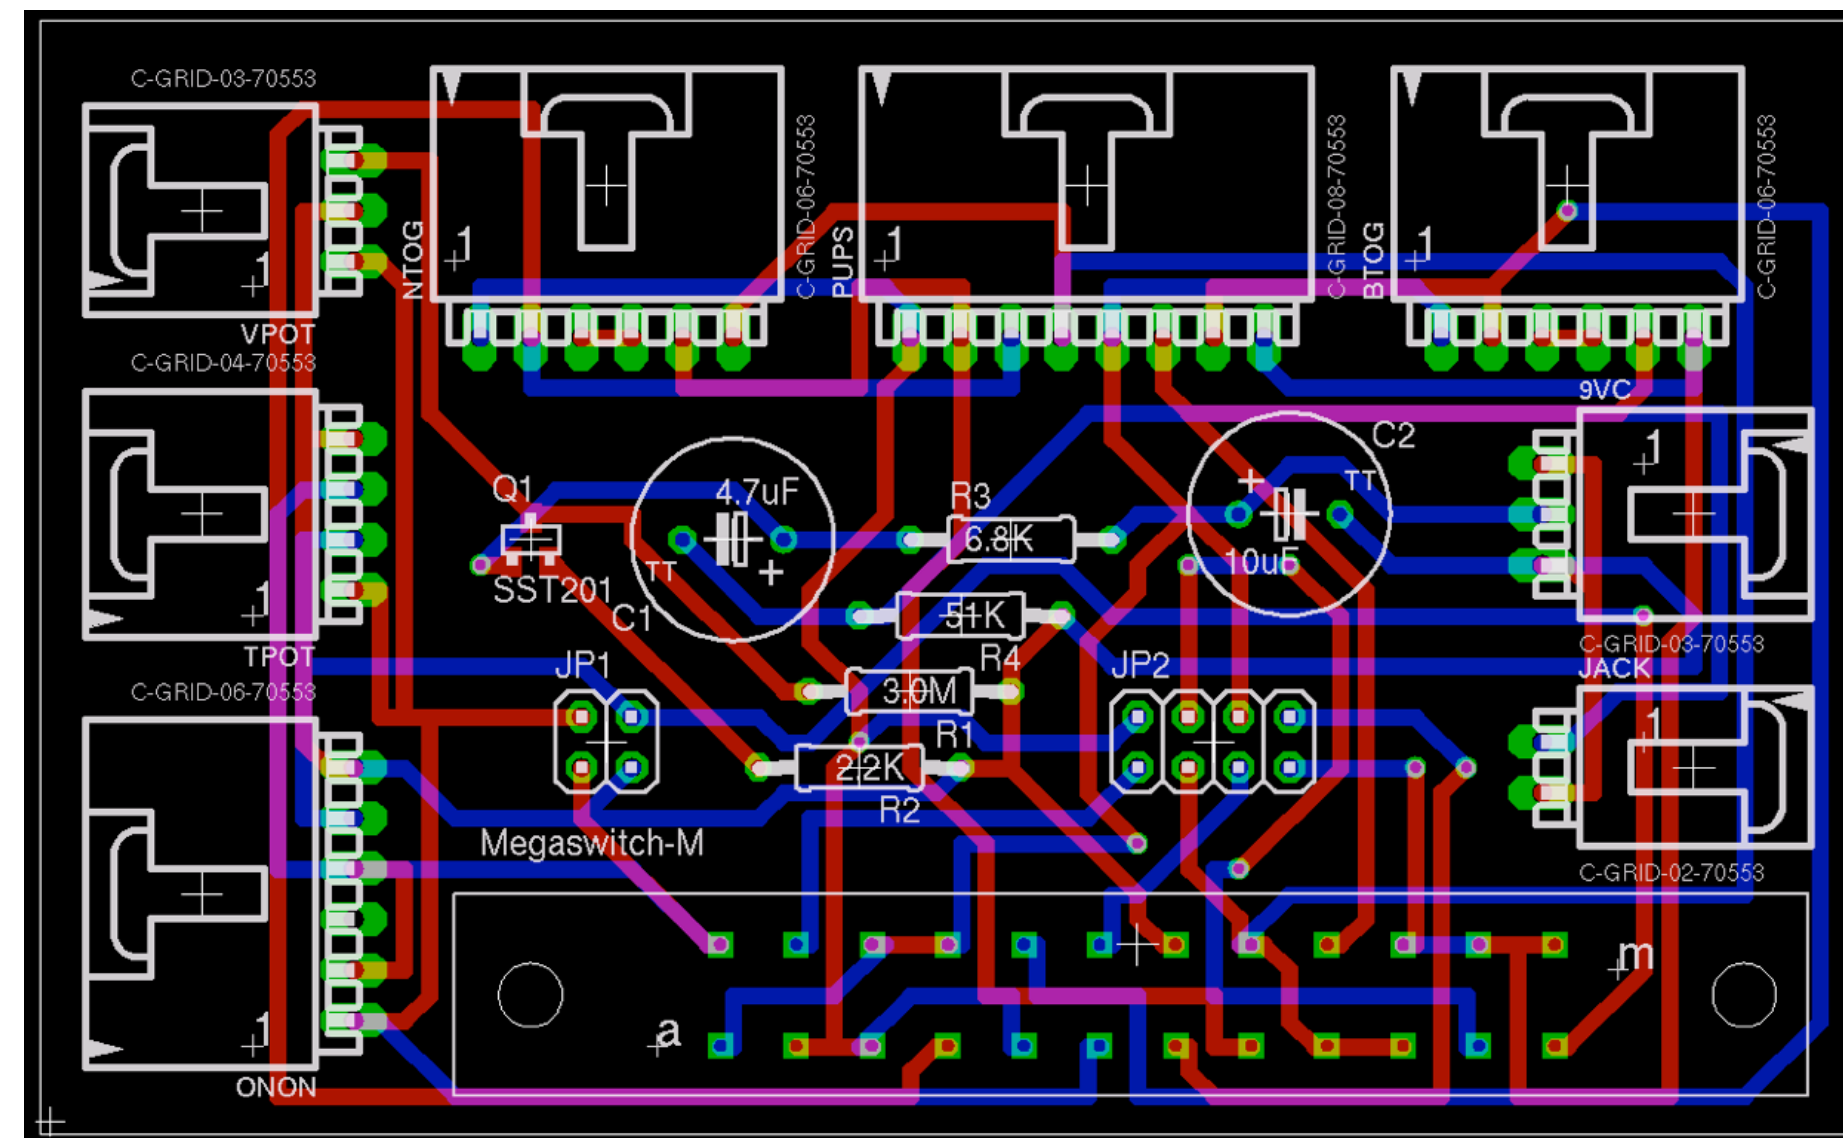 C-GRID-03-70553
1
VPOT
C-GRID-04-70553
1
TPOT
C-GRID-06-70553
1
ONON
NTOG
1
C-GRID-06-70553
PUPS
1
C-GRID-08-70553
BTOG
1
C-GRID-06-70553
9VC
1
C-GRID-03-70553
JACK
1
C-GRID-02-70553
Q1
SST201
4.7uF
TT
+
C1
R3
6.8K
51K
R4
3.0M
R1
2.2K
R2
C2
TT
+
10uF
JP1
JP2
Megaswitch-M
a
m